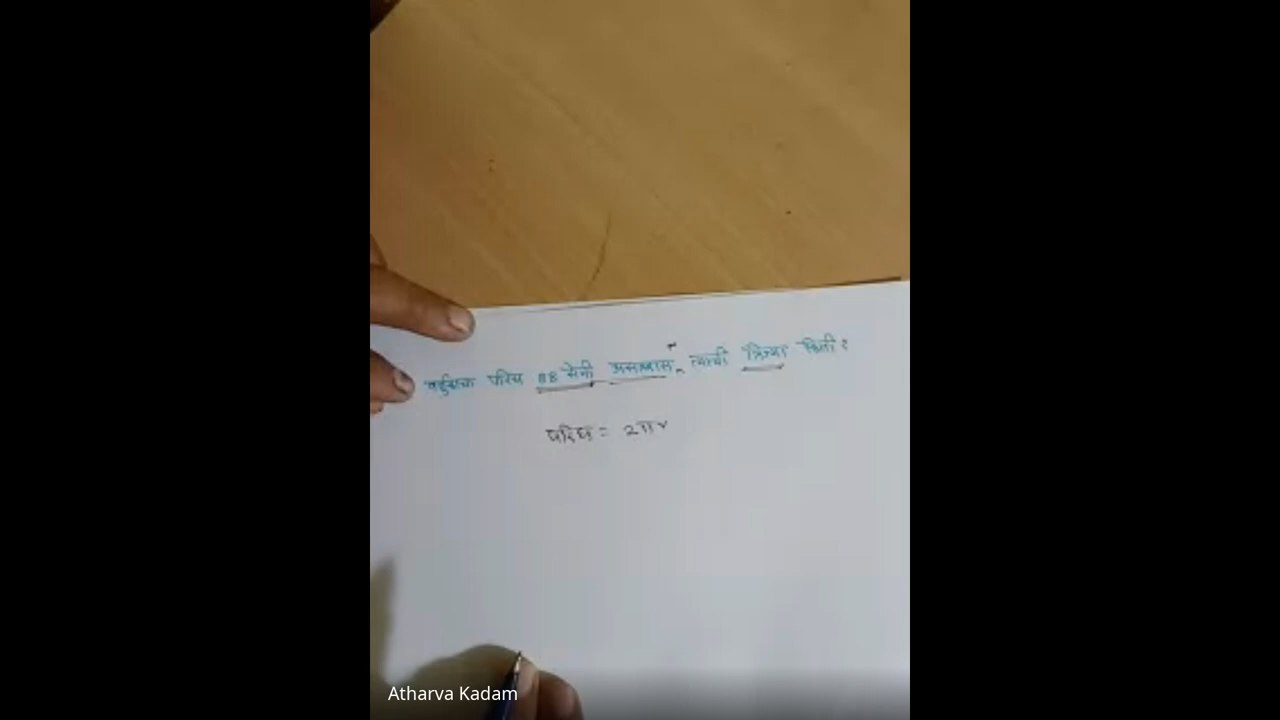 वर्तुळाचा परिघ 88 सेमी असल्यास त्याची त्रिज्या किती?
परिघ = 2πr
Atharva Kadam